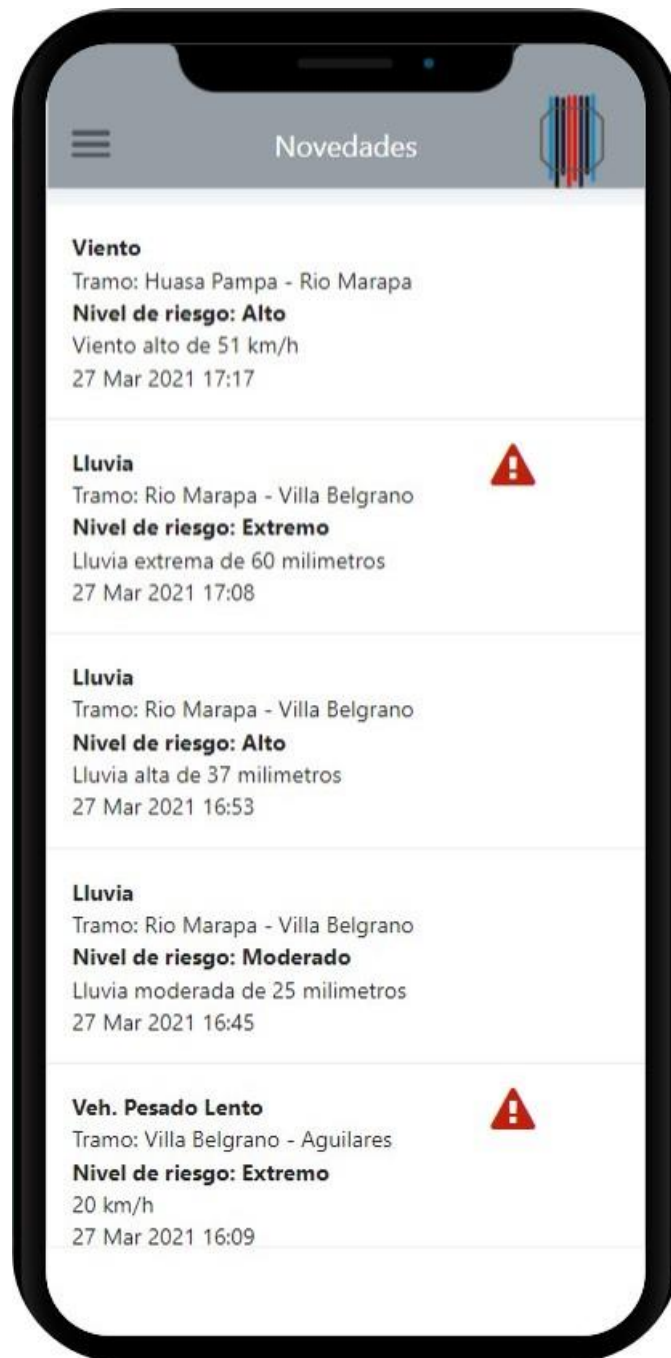 Novedades
Viento
Tramo: Huasa Pampa - Rio Marapa
Nivel de riesgo: Alto
Viento alto de 51 km/h
27 Mar 2021 17:17
Lluvia
Tramo: Rio Marapa - Villa Belgrano
Nivel de riesgo: Extremo
Lluvia extrema de 60 milimetros
27 Mar 2021 17:08
Lluvia
Tramo: Rio Marapa - Villa Belgrano
Nivel de riesgo: Alto
Lluvia alta de 37 milimetros
27 Mar 2021 16:53
Lluvia
Tramo: Rio Marapa - Villa Belgrano
Nivel de riesgo: Moderado
Lluvia moderada de 25 milimetros
27 Mar 2021 16:45
Veh. Pesado Lento
Tramo: Villa Belgrano - Aguilares
Nivel de riesgo: Extremo
20 km/h
27 Mar 2021 16:09